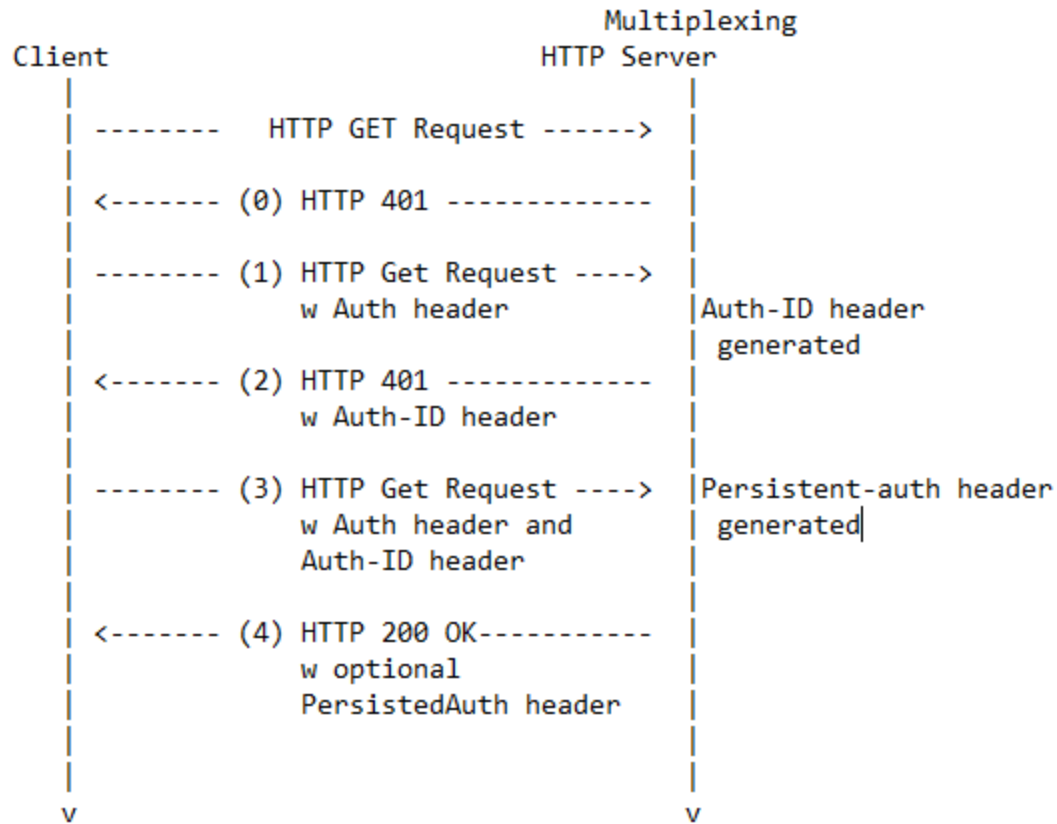 Multiplexing
Client HTTP Server
-------- HTTP GET Request ------>
<------- (0) HTTP 401 -------------
-------- (1) HTTP Get Request ---->
w Auth header |Auth-ID header
generated
<------- (2) HTTP 401 -------------
w Auth-ID header
-------- (3) HTTP Get Request ----> |Persistent-auth header
w Auth header and generated
Auth-ID header
<------- (4) HTTP 200 OK-----------
w optional
PersistedAuth header
v v